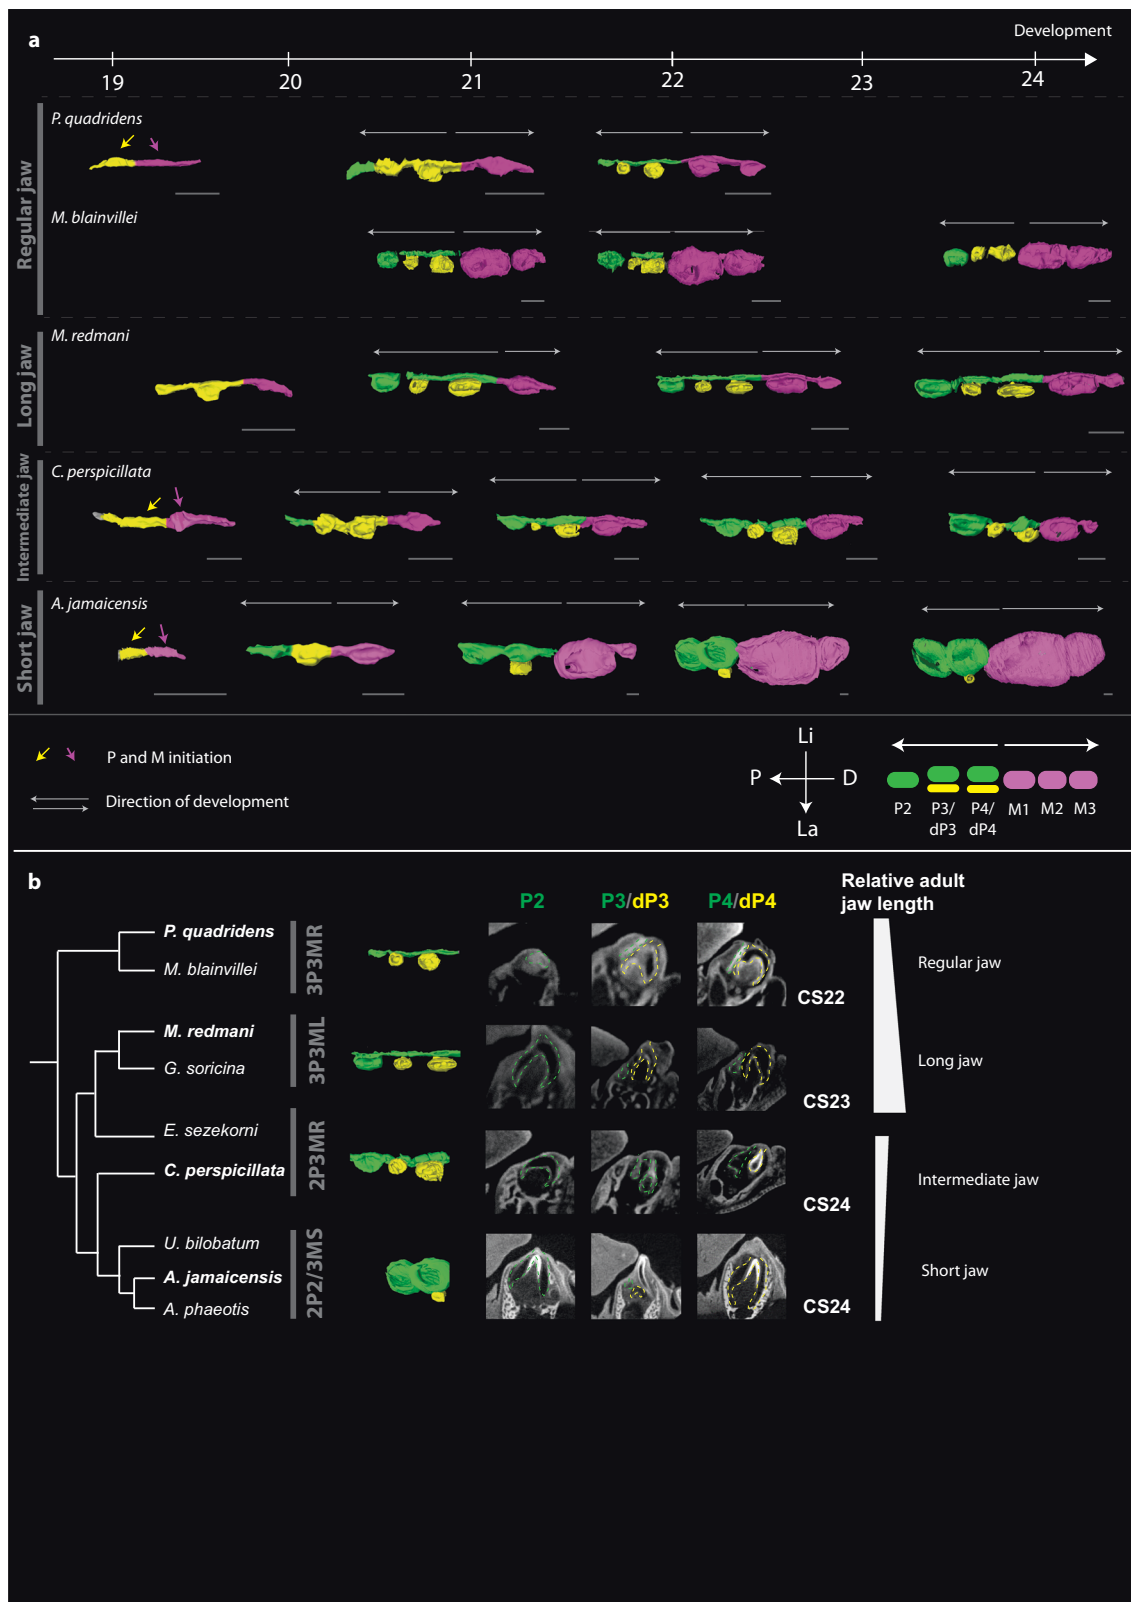 a
Development
19 20 21 22 23 24
Regular jaw
P. quadridens
M. blainvillei
Long jaw
M. redmani
Intermediate jaw
C. perspicillata
Short jaw
A. jamaicensis
P and M initiation
Direction of development
Li
P D
La
P2 P3/ P4/ M1 M2 M3
dP3 dP4
b
P2 P3/dP3 P4/dP4
Relative adult
jaw length
P. quadridens
M. blainvillei
3P3MR
CS22
Regular jaw
M. redmani
G. soricina
3P3ML
CS23
Long jaw
E. sezekorni
C. perspicillata
2P3MR
CS24
Intermediate jaw
U. bilobatum
A. jamaicensis
A. phaeotis
2P2/3MS
CS24
Short jaw